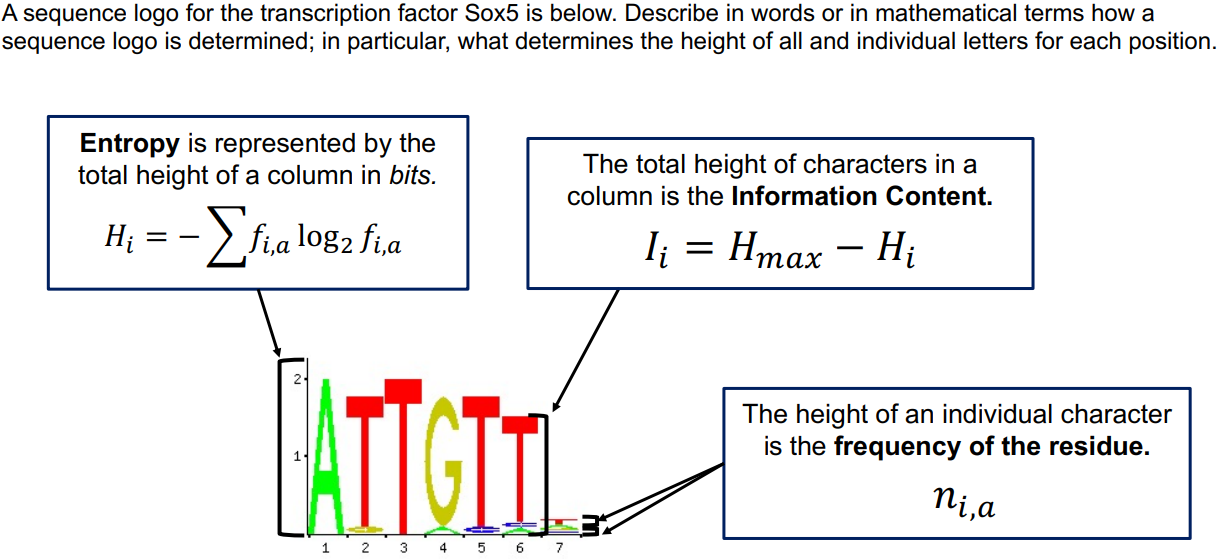 A sequence logo for the transcription factor Sox5 is below. Describe in words or in mathematical terms how a
sequence logo is determined; in particular, what determines the height of all and individual letters for each position.
Entropy is represented by the
total height of a column in bits.
H_i = − ∑ f_{i,a} log_2 f_{i,a}
The total height of characters in a
column is the Information Content.
I_i = H_{max} − H_i
2
1
ATTGTT
1 2 3 4 5 6 7
The height of an individual character
is the frequency of the residue.
n_{i,a}